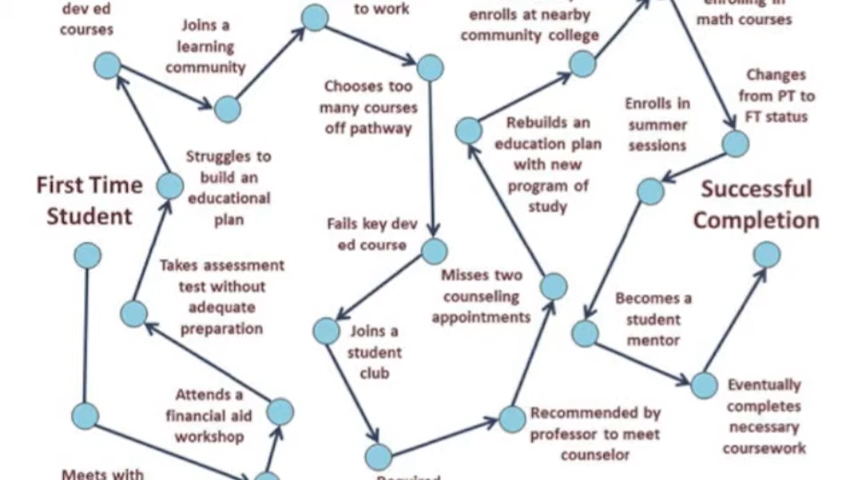 dev ed
courses
Joins a
learning
community
to work
Chooses too
many courses
off pathway
enrolls at nearby
community college
math courses
Changes
from PT to
FT status
Enrolls in
summer
sessions
Rebuilds an
education plan
with new
program of
study
First Time
Student
Struggles to
build an
educational
plan
Successful
Completion
Fails key dev
ed course
Takes assessment
test without
adequate
preparation
Misses two
counseling
appointments
Becomes a
student
mentor
Joins a
student
club
Attends a
financial aid
workshop
Recommended by
professor to meet
counselor
Eventually
completes
necessary
coursework
Meets with